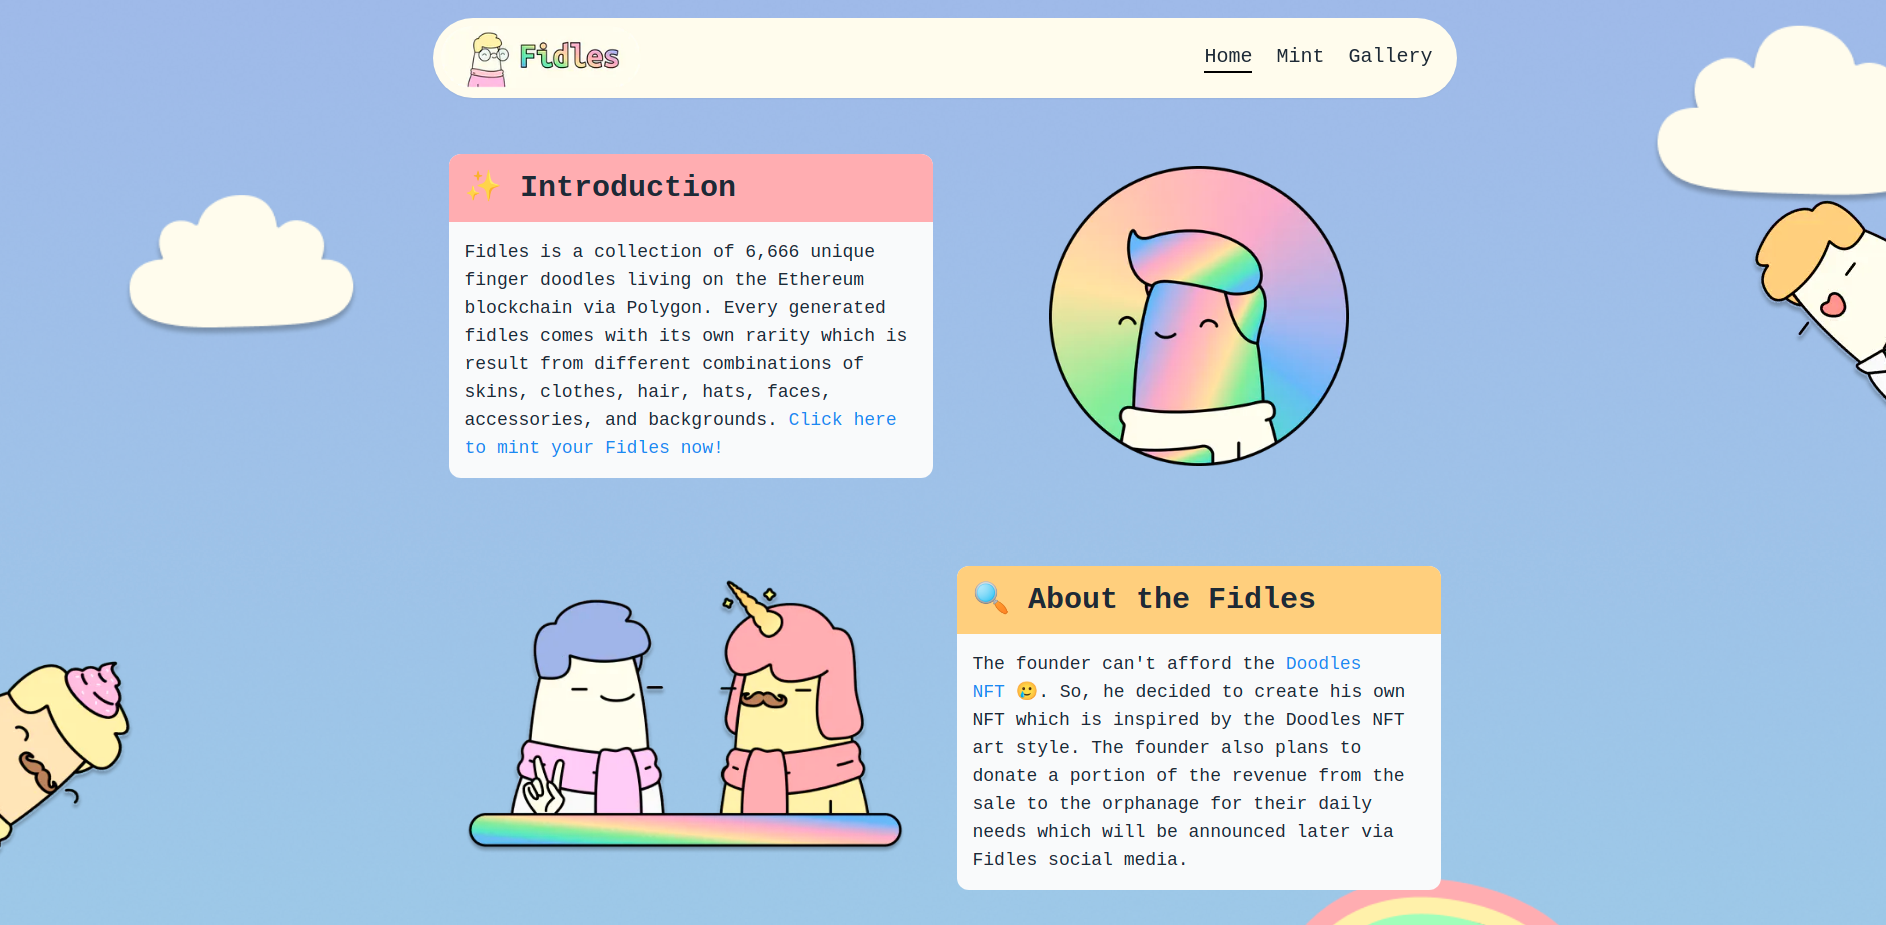 Fidles
Home Mint Gallery
✨ Introduction
Fidles is a collection of 6,666 unique
finger doodles living on the Ethereum
blockchain via Polygon. Every generated
fidles comes with its own rarity which is
result from different combinations of
skins, clothes, hair, hats, faces,
accessories, and backgrounds. Click here
to mint your Fidles now!
🔍 About the Fidles
The founder can't afford the Doodles
NFT 🥲. So, he decided to create his own
NFT which is inspired by the Doodles NFT
art style. The founder also plans to
donate a portion of the revenue from the
sale to the orphanage for their daily
needs which will be announced later via
Fidles social media.